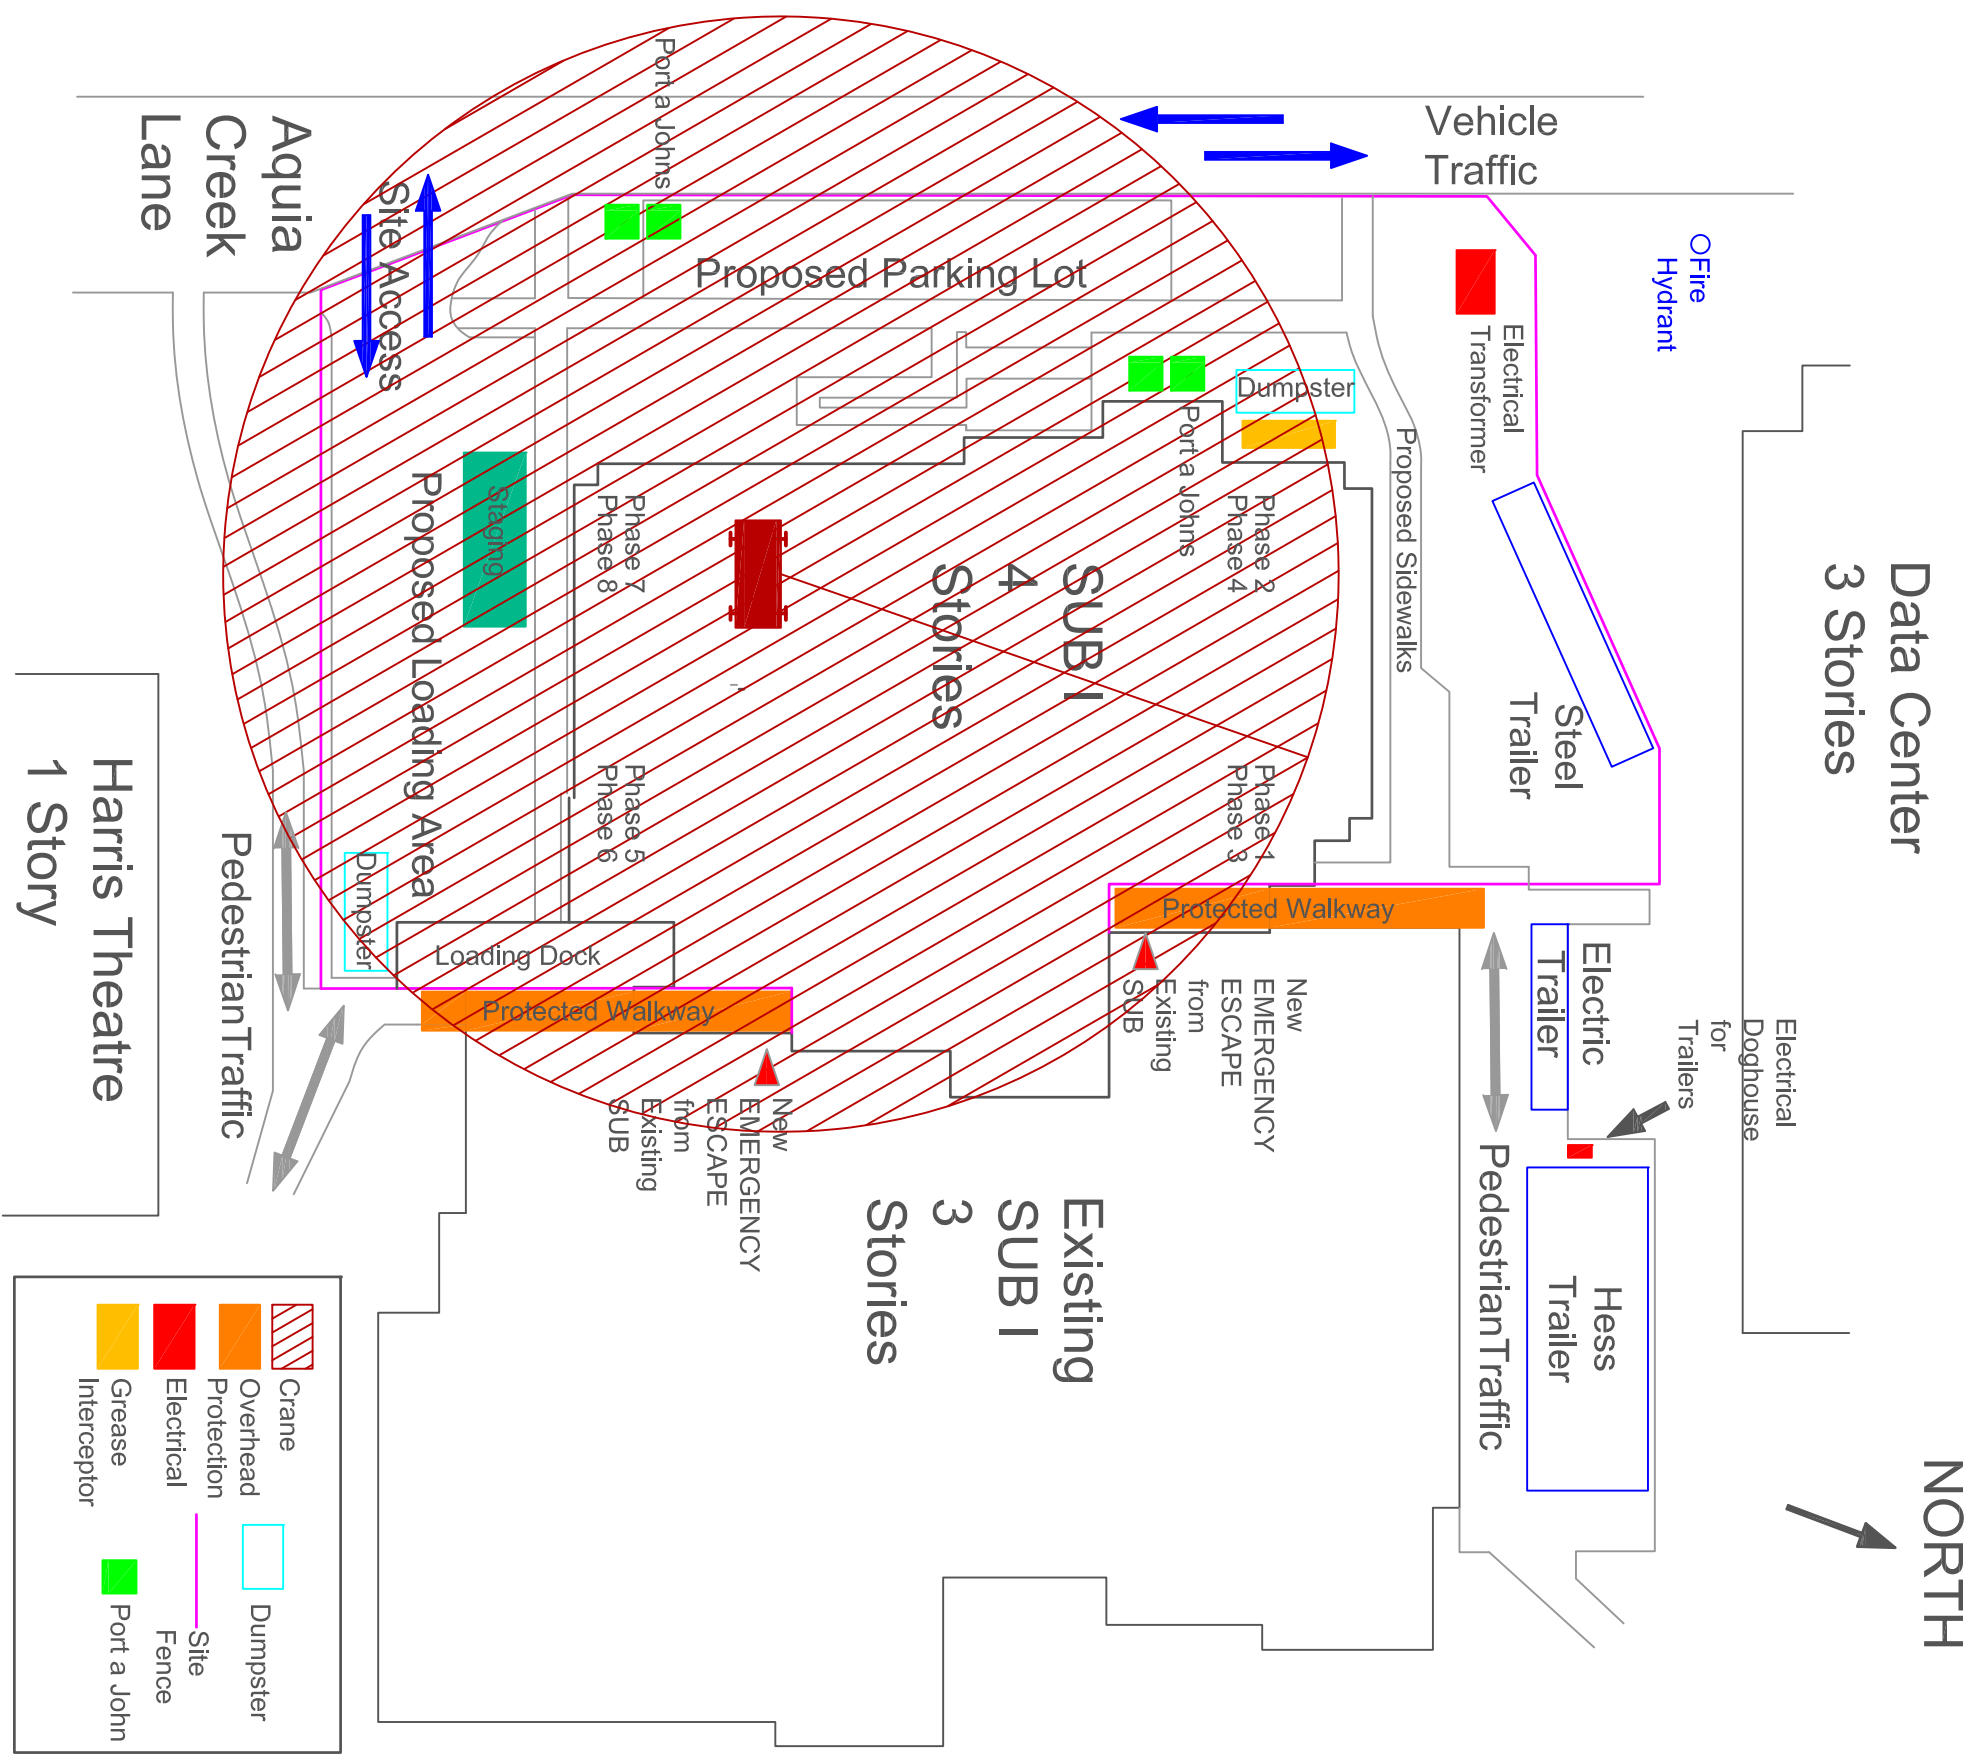 Vehicle
Traffic
Aquia
Creek
Lane
Port a Johns
Site Access
Proposed Parking Lot
Fire
Hydrant
Electrical
Transformer
Dumpster
Port a Johns
Proposed Sidewalks
Data Center
3 Stories
Staging
Proposed Loading Area
Phase 7
Phase 8
Phase 2
Phase 4
SUB I
4
Stories
Steel
Trailer
Phase 5
Phase 6
Phase 1
Phase 3
Harris Theatre
1 Story
PedestrianTraffic
Dumpster
Loading Dock
Protected Walkway
Protected Walkway
New
EMERGENCY
ESCAPE
from
Existing
SUB
New
EMERGENCY
ESCAPE
from
Existing
SUB
Electric
Trailer
Electrical
Doghouse
for
Trailers
PedestrianTraffic
Hess
Trailer
Existing
SUB I
3
Stories
NORTH
Crane
Overhead
Protection
Electrical
Grease
Interceptor
Dumpster
Site
Fence
Port a John